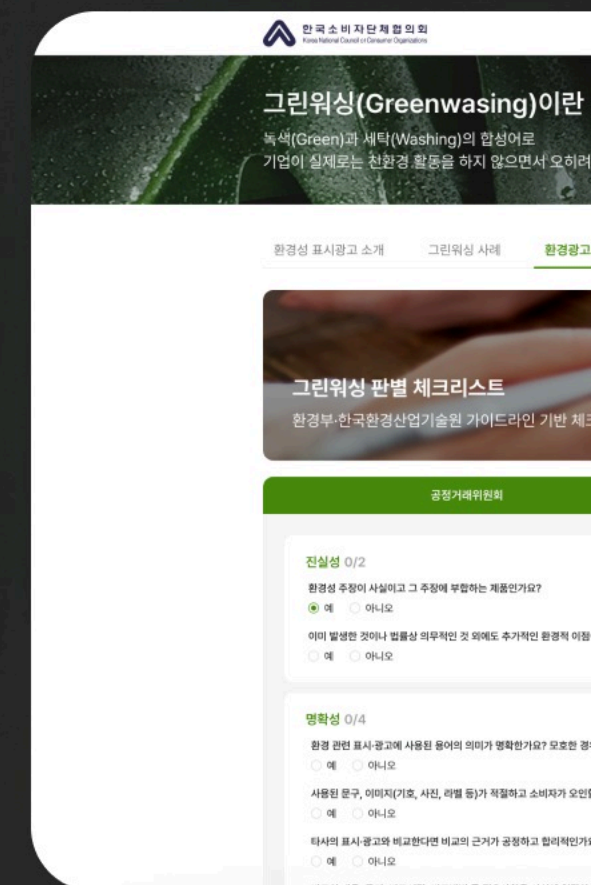 한국소비자단체협의회
Korea National Council of Consumer Organizations
그린워싱(Greenwasing)이란
녹색(Green)과 세탁(Washing)의 합성어로
기업이 실제로는 친환경 활동을 하지 않으면서 오히려
환경성 표시광고 소개
그린워싱 사례
환경광고
그린워싱 판별 체크리스트
환경부·한국환경산업기술원 가이드라인 기반 체크
공정거래위원회
진실성 0/2
환경성 주장이 사실이고 그 주장에 부합하는 제품인가요?
예 아니오
이미 발생한 것이나 법률상 의무적인 것 외에도 추가적인 환경적 이점
예 아니오
명확성 0/4
환경 관련 표시·광고에 사용된 용어의 의미가 명확한가요? 모호한 경우
예 아니오
사용된 문구, 이미지(기호, 사진, 라벨 등)가 적절하고 소비자가 오인할
예 아니오
타사의 표시·광고와 비교한다면 비교의 근거가 공정하고 합리적인가요
예 아니오